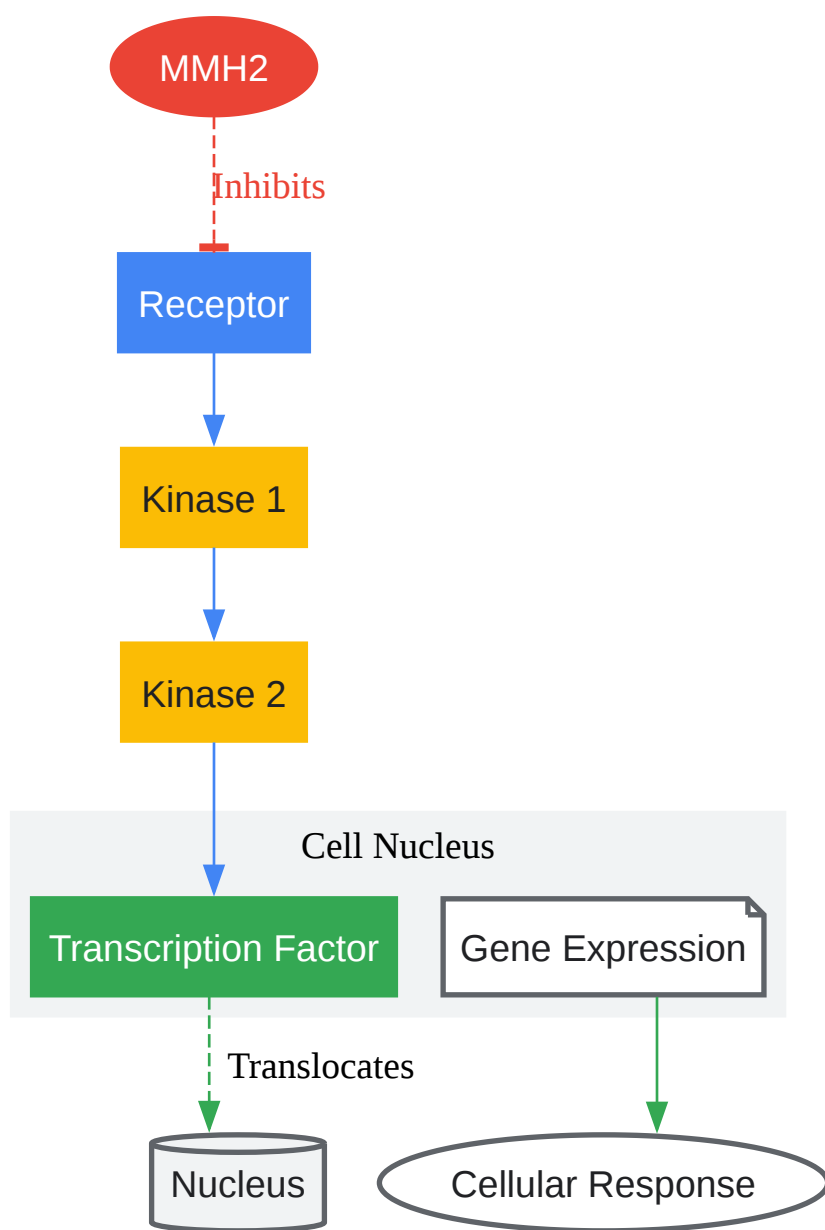 MMH2
Inhibits
Receptor
Kinase 1
Kinase 2
Cell Nucleus
Transcription Factor
Gene Expression
Translocates
Nucleus
Cellular Response